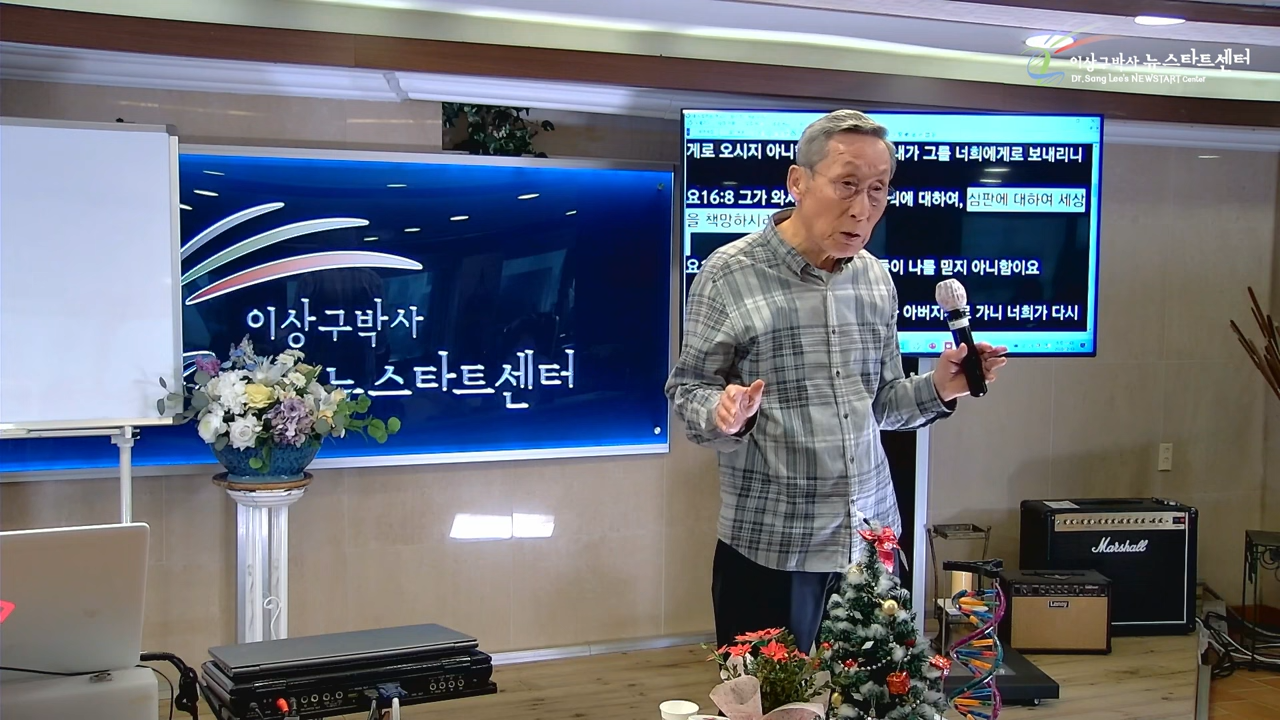 이상구박사 뉴스타트센터
Dr. Sang Lee's NEWSTART Center
게로 오시지 아니 내가 그를 너희에게로 보내리니
요16:8 그가 와서 대하여, 심판에 대하여 세상
을 책망하시
나를 믿지 아니함이요
아버지 가니 너희가 다시
이상구박사
뉴스타트센터
Marshall
Laney